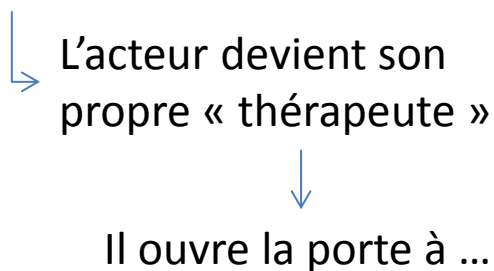 L’acteur devient son
propre « thérapeute »
Il ouvre la porte à …